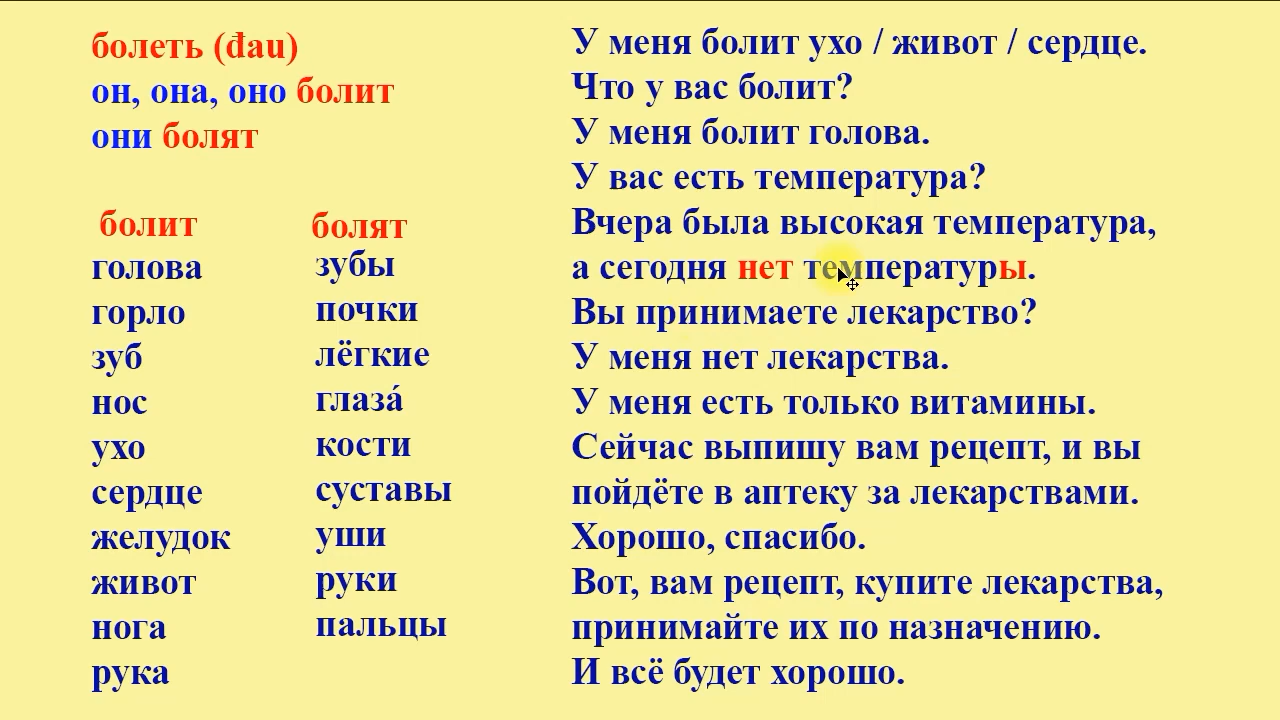 болеть (đau)
он, она, оно болит
они болят
болит
голова
горло
зуб
нос
ухо
сердце
желудок
живот
нога
рука
болят
зубы
почки
лёгкие
глаза́
кости
суставы
уши
руки
пальцы
У меня болит ухо / живот / сердце.
Что у вас болит?
У меня болит голова.
У вас есть температура?
Вчера была высокая температура,
а сегодня нет температуры.
Вы принимаете лекарство?
У меня нет лекарства.
У меня есть только витамины.
Сейчас выпишу вам рецепт, и вы
пойдёте в аптеку за лекарствами.
Хорошо, спасибо.
Вот, вам рецепт, купите лекарства,
принимайте их по назначению.
И всё будет хорошо.